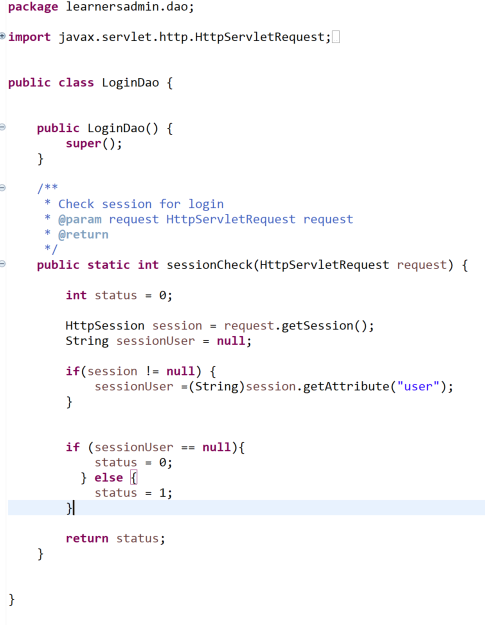 package learnersadmin.dao;
import javax.servlet.http.HttpServletRequest;
public class LoginDao {
public LoginDao() {
super();
}
/**
* Check session for login
* @param request HttpServletRequest request
* @return
*/
public static int sessionCheck(HttpServletRequest request) {
int status = 0;
HttpSession session = request.getSession();
String sessionUser = null;
if(session != null) {
sessionUser =(String)session.getAttribute("user");
}
if (sessionUser == null){
status = 0;
} else {
status = 1;
}
return status;
}
}